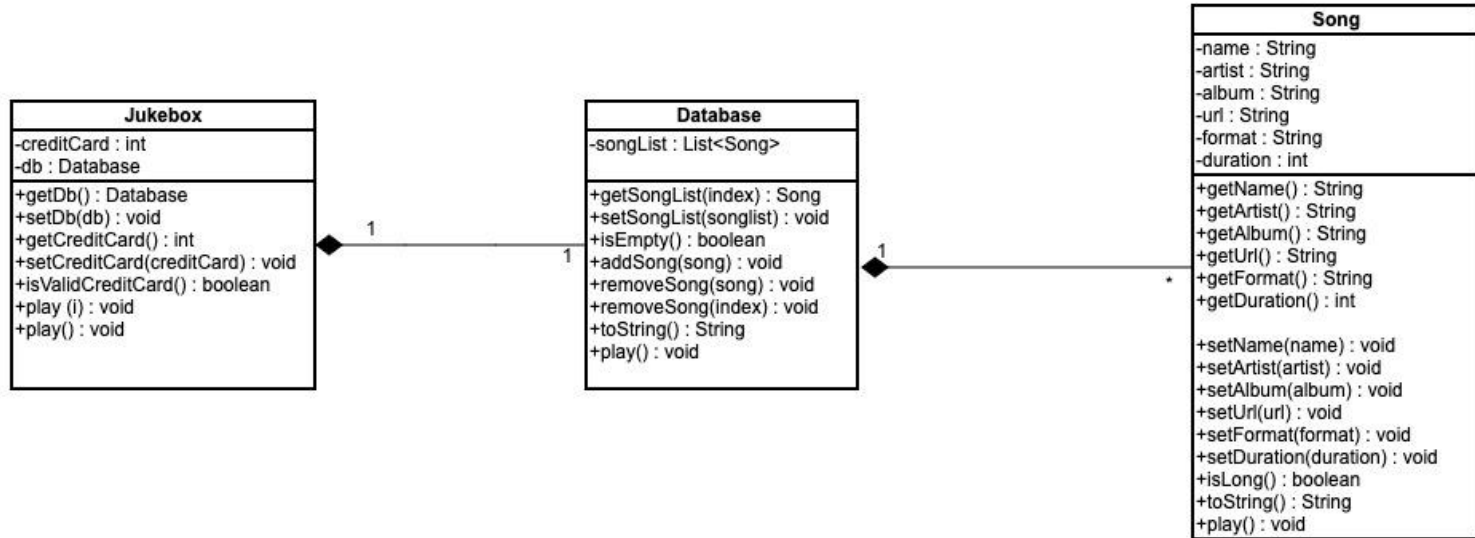 Jukebox
-creditCard : int
-db : Database
+getDb() : Database
+setDb(db) : void
+getCreditCard() : int
+setCreditCard(creditCard) : void
+isValidCreditCard() : boolean
+play (i) : void
+play() : void
1
1
Database
-songList : List<Song>
+getSongList(index) : Song
+setSongList(songlist) : void
+isEmpty() : boolean
+addSong(song) : void
+removeSong(song) : void
+removeSong(index) : void
+toString() : String
+play() : void
1
*
Song
-name : String
-artist : String
-album : String
-url : String
-format : String
-duration : int
+getName() : String
+getArtist() : String
+getAlbum() : String
+getUrl() : String
+getFormat() : String
+getDuration() : int
+setName(name) : void
+setArtist(artist) : void
+setAlbum(album) : void
+setUrl(url) : void
+setFormat(format) : void
+setDuration(duration) : void
+isLong() : boolean
+toString() : String
+play() : void